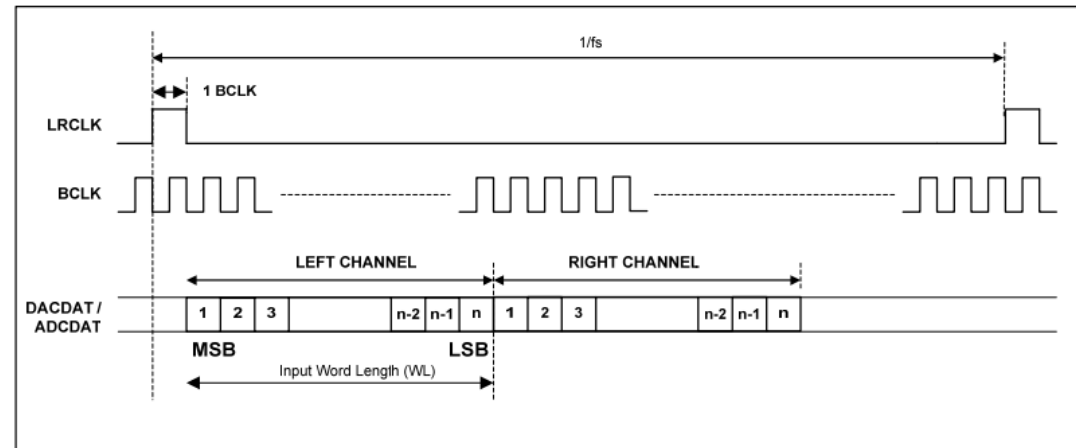 1/fs
1 BCLK
LRCLK
BCLK
LEFT CHANNEL RIGHT CHANNEL
DACDAT /
ADCDAT
1 2 3 n-2 n-1 n 1 2 3 n-2 n-1 n
MSB LSB
Input Word Length (WL)